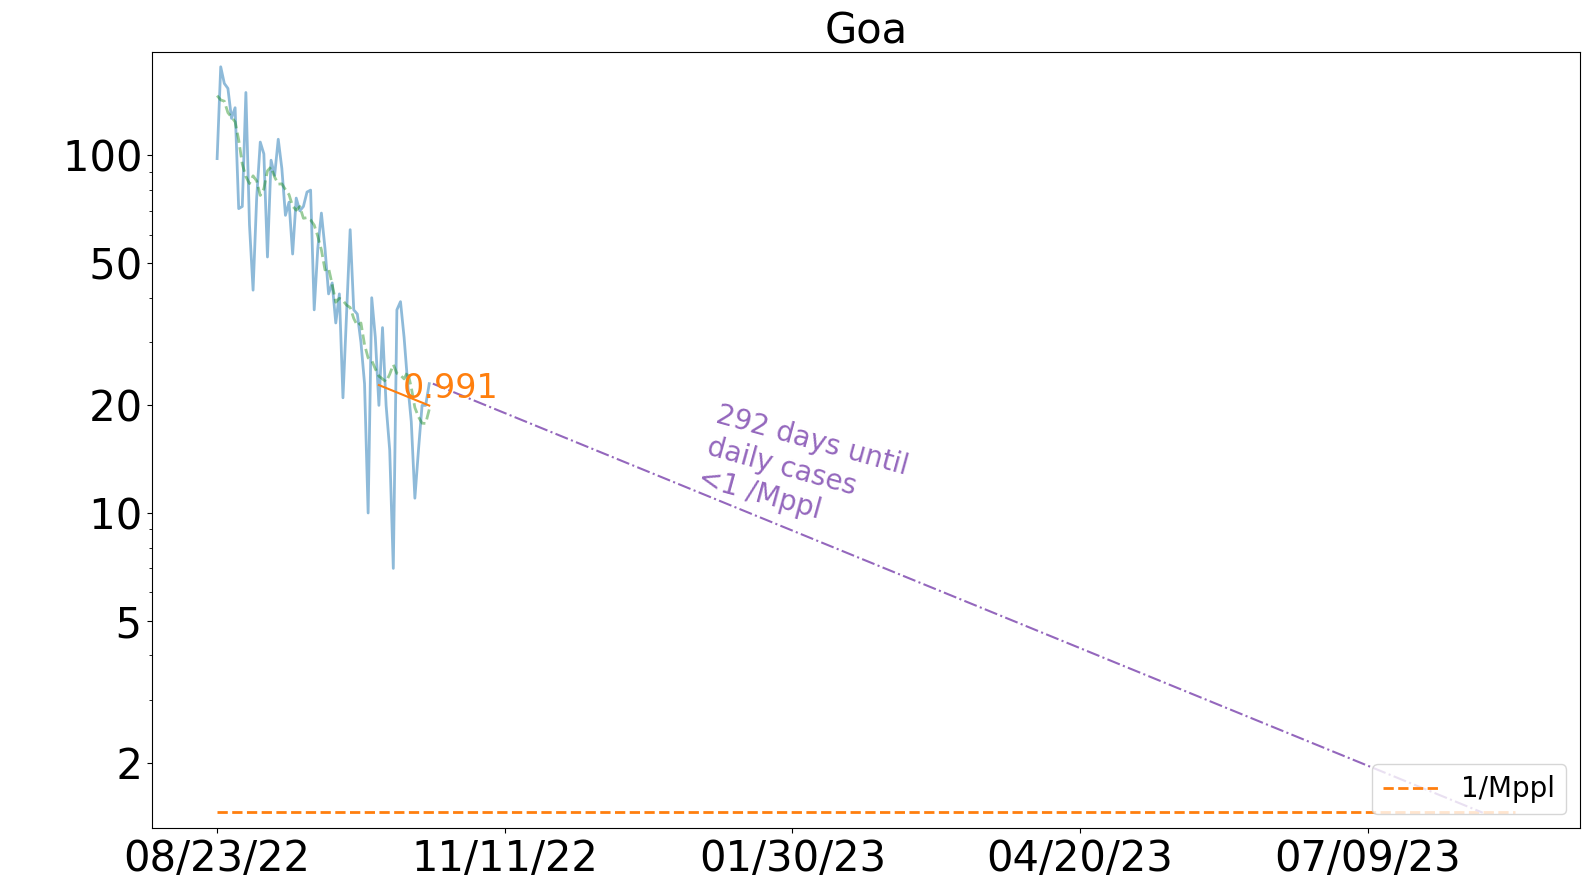 Goa
100
50
20
10
5
2
0.991
292 days until
daily cases
<1 /Mppl
1/Mppl
08/23/22
11/11/22
01/30/23
04/20/23
07/09/23